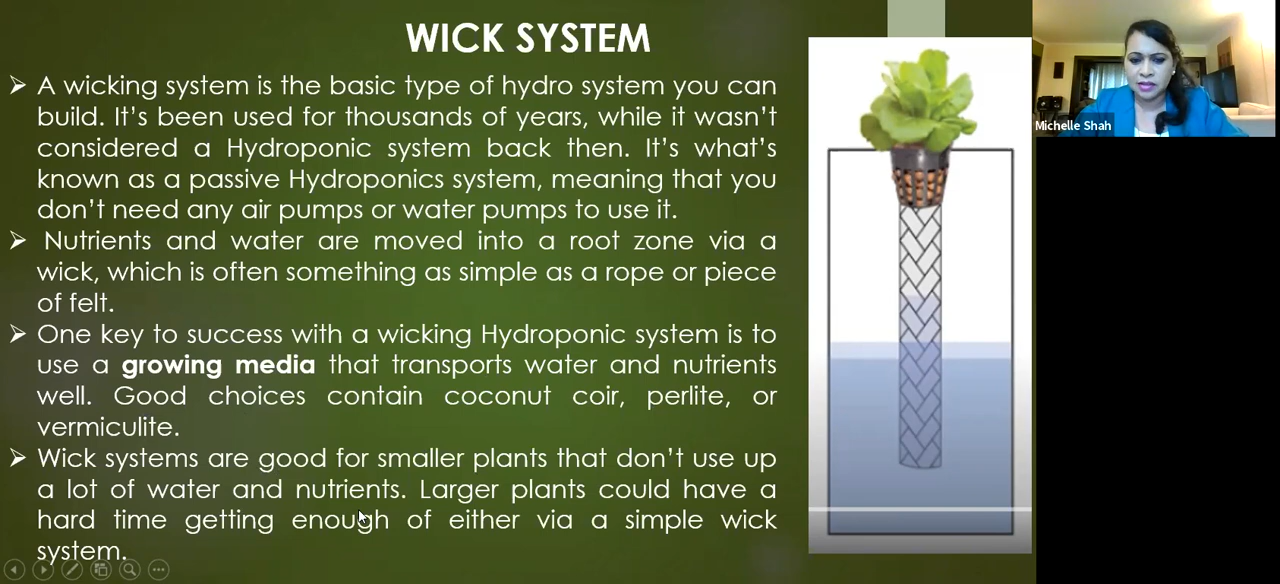 WICK SYSTEM
➢ A wicking system is the basic type of hydro system you can
build. It’s been used for thousands of years, while it wasn’t
considered a Hydroponic system back then. It’s what’s
known as a passive Hydroponics system, meaning that you
don’t need any air pumps or water pumps to use it.
➢ Nutrients and water are moved into a root zone via a
wick, which is often something as simple as a rope or piece
of felt.
➢ One key to success with a wicking Hydroponic system is to
use a growing media that transports water and nutrients
well. Good choices contain coconut coir, perlite, or
vermiculite.
➢ Wick systems are good for smaller plants that don’t use up
a lot of water and nutrients. Larger plants could have a
hard time getting enough of either via a simple wick
system.
Michelle Shah